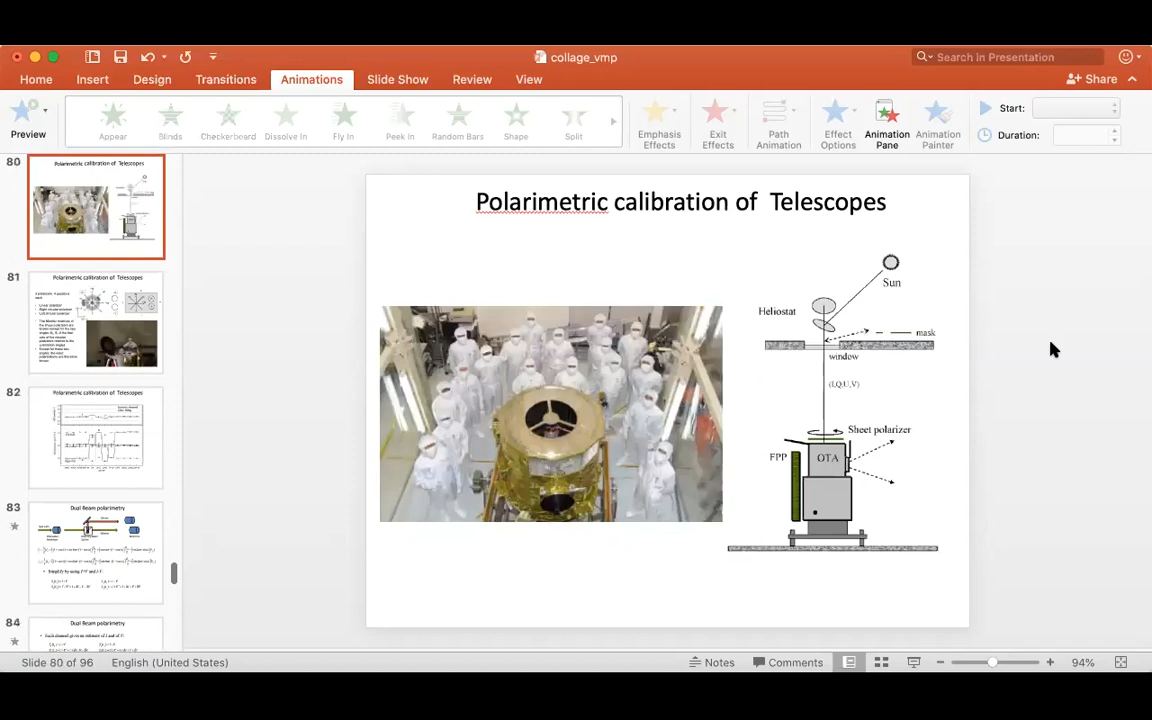 collage_vmp
Search In Presentation
Home Insert Design Transitions Animations Slide Show Review View
Share
Preview
Appear Blinds Checkerboard Dissolve In Fly In Peek In Random Bars Shape Split
Emphasis Effects
Exit Effects
Path Animation
Effect Options
Animation Pane
Animation Painter
Start:
Duration:
80
Polarimetric calibration of Telescopes
81
Polarimetric calibration of Telescopes
82
Polarimetric calibration of Telescopes
83
Dual Beam polarimetry
84
Dual Beam polarimetry
Polarimetric calibration of Telescopes
Sun
Heliostat
mask
window
(I,Q,U,V)
Sheet polarizer
FPP
OTA
Slide 80 of 96
English (United States)
Notes
Comments
94%